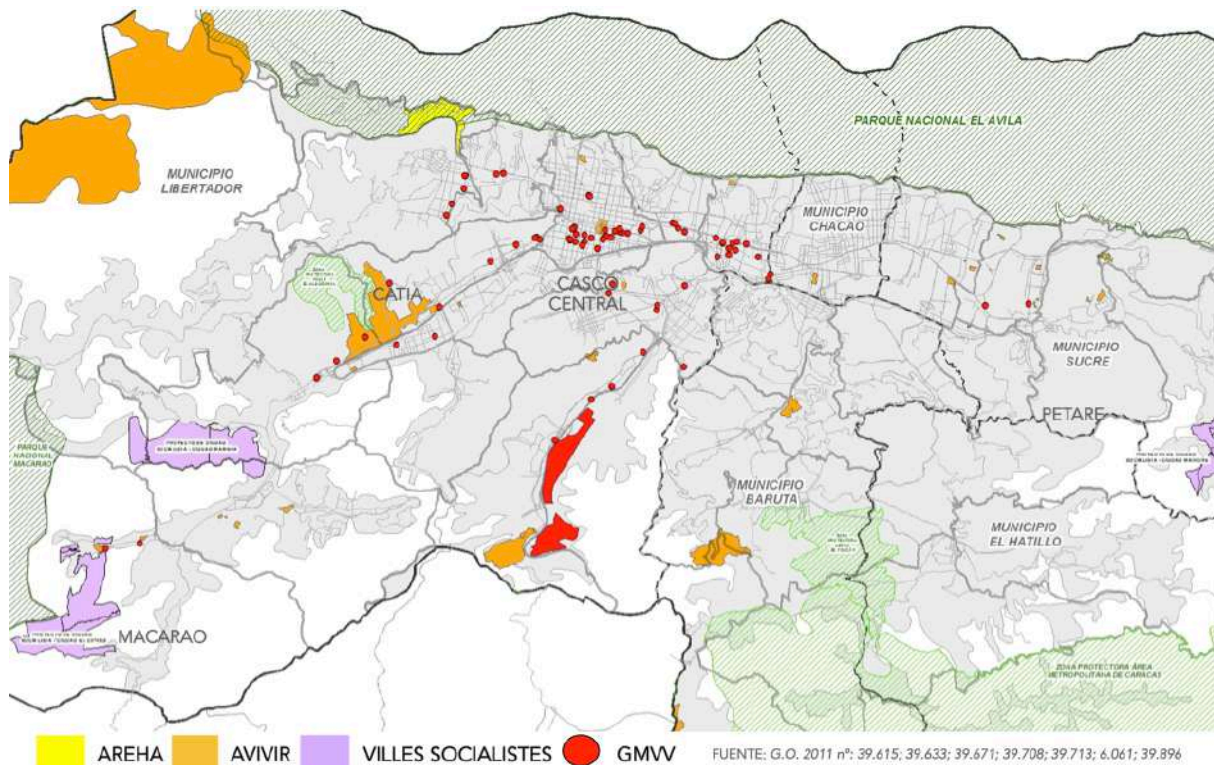 PARQUE NACIONAL EL AVILA
MUNICIPIO
LIBERTADOR
MUNICIPIO
CHACAO
CATIA
CASCO
CENTRAL
MUNICIPIO
SUCRE
PETARE
PARQUE
NACIONAL
MACARAO
MUNICIPIO
BARUTA
MUNICIPIO
EL HATILLO
MACARAO
ZONA PROTECTORA ÁREA
METROPOLITANA DE CARACAS
AREHA
AVIVIR
VILLES SOCIALISTES
GMVV
FUENTE: G.O. 2011 nº: 39.615; 39.633; 39.671; 39.708; 39.713; 6.061; 39.896